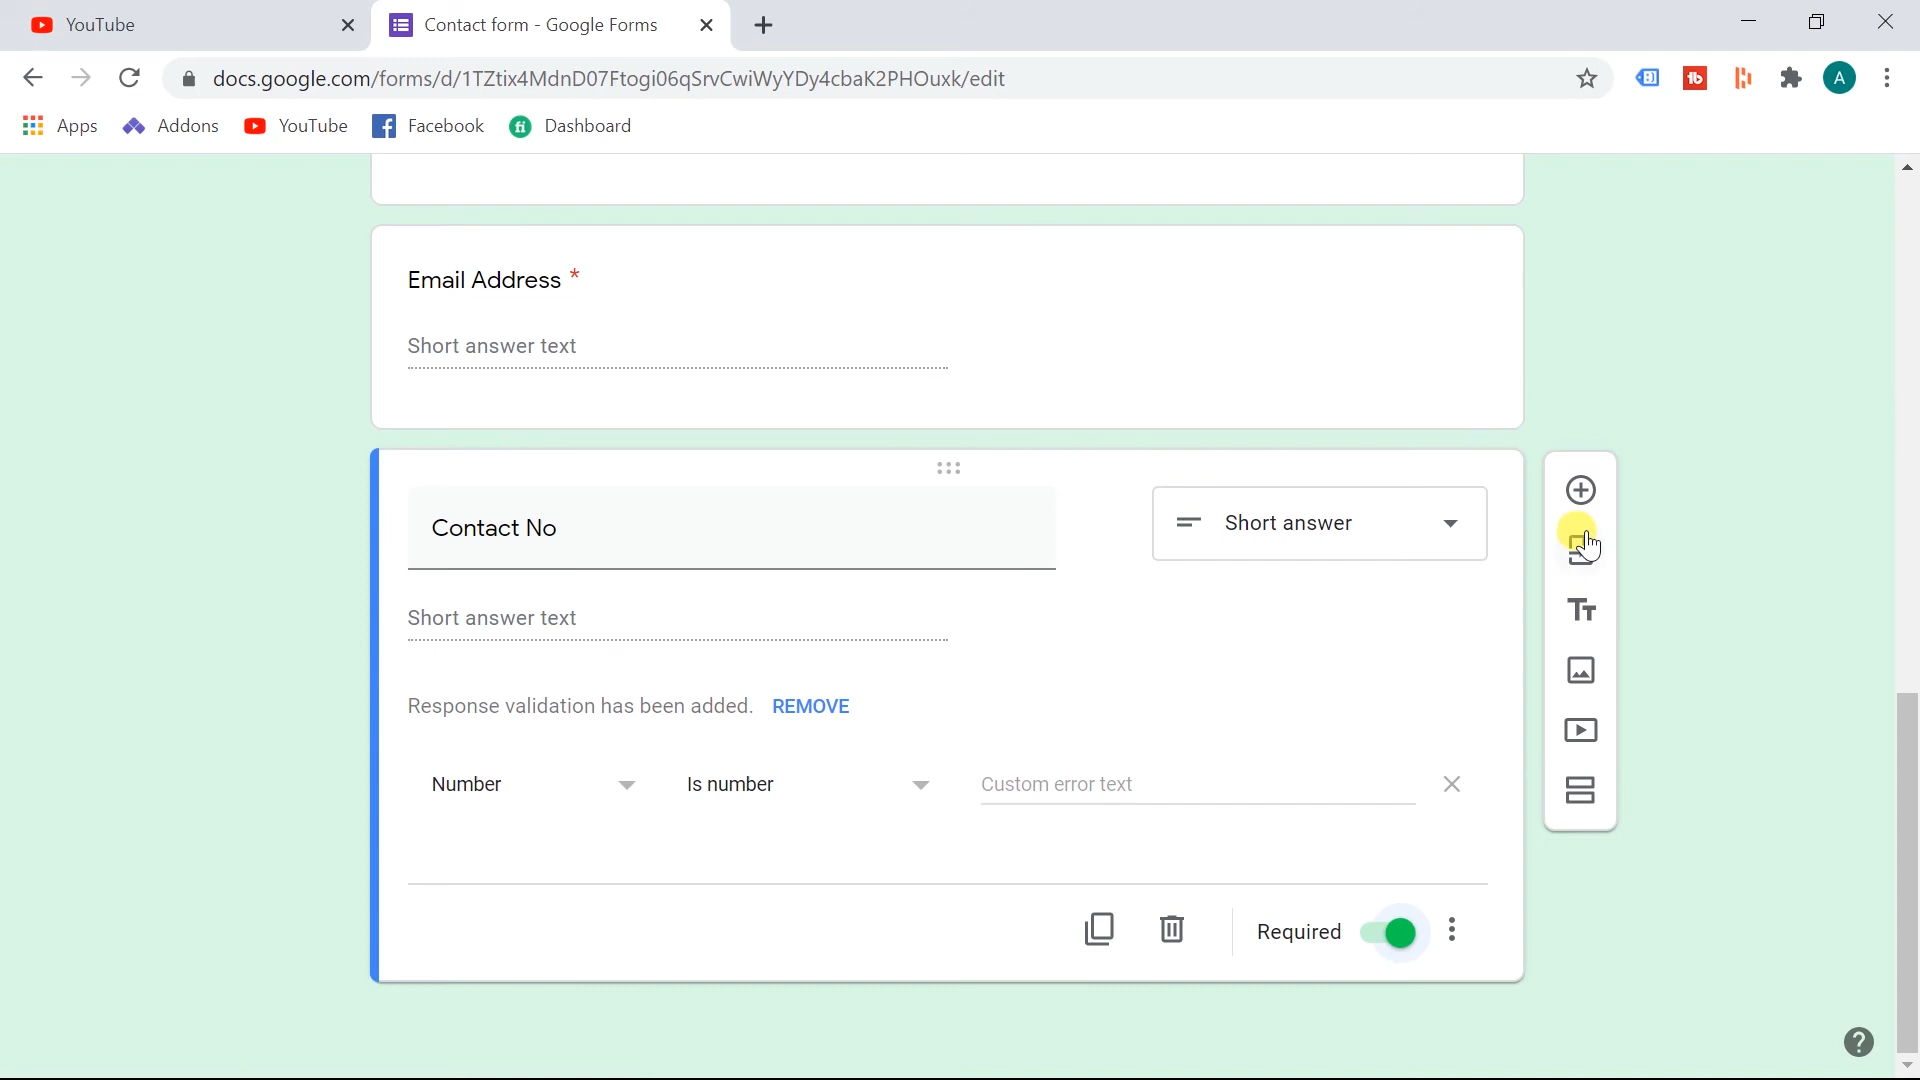 YouTube
Contact form - Google Forms
docs.google.com/forms/d/1TZtix4MdnD07Ftogi06qSrvCwiWyYDy4cbaK2PHOuxk/edit
tb
A
Apps
Addons
YouTube
Facebook
fi
Dashboard
Email Address *
Short answer text
Contact No
Short answer
Short answer text
Response validation has been added. REMOVE
Number
Is number
Custom error text
Required